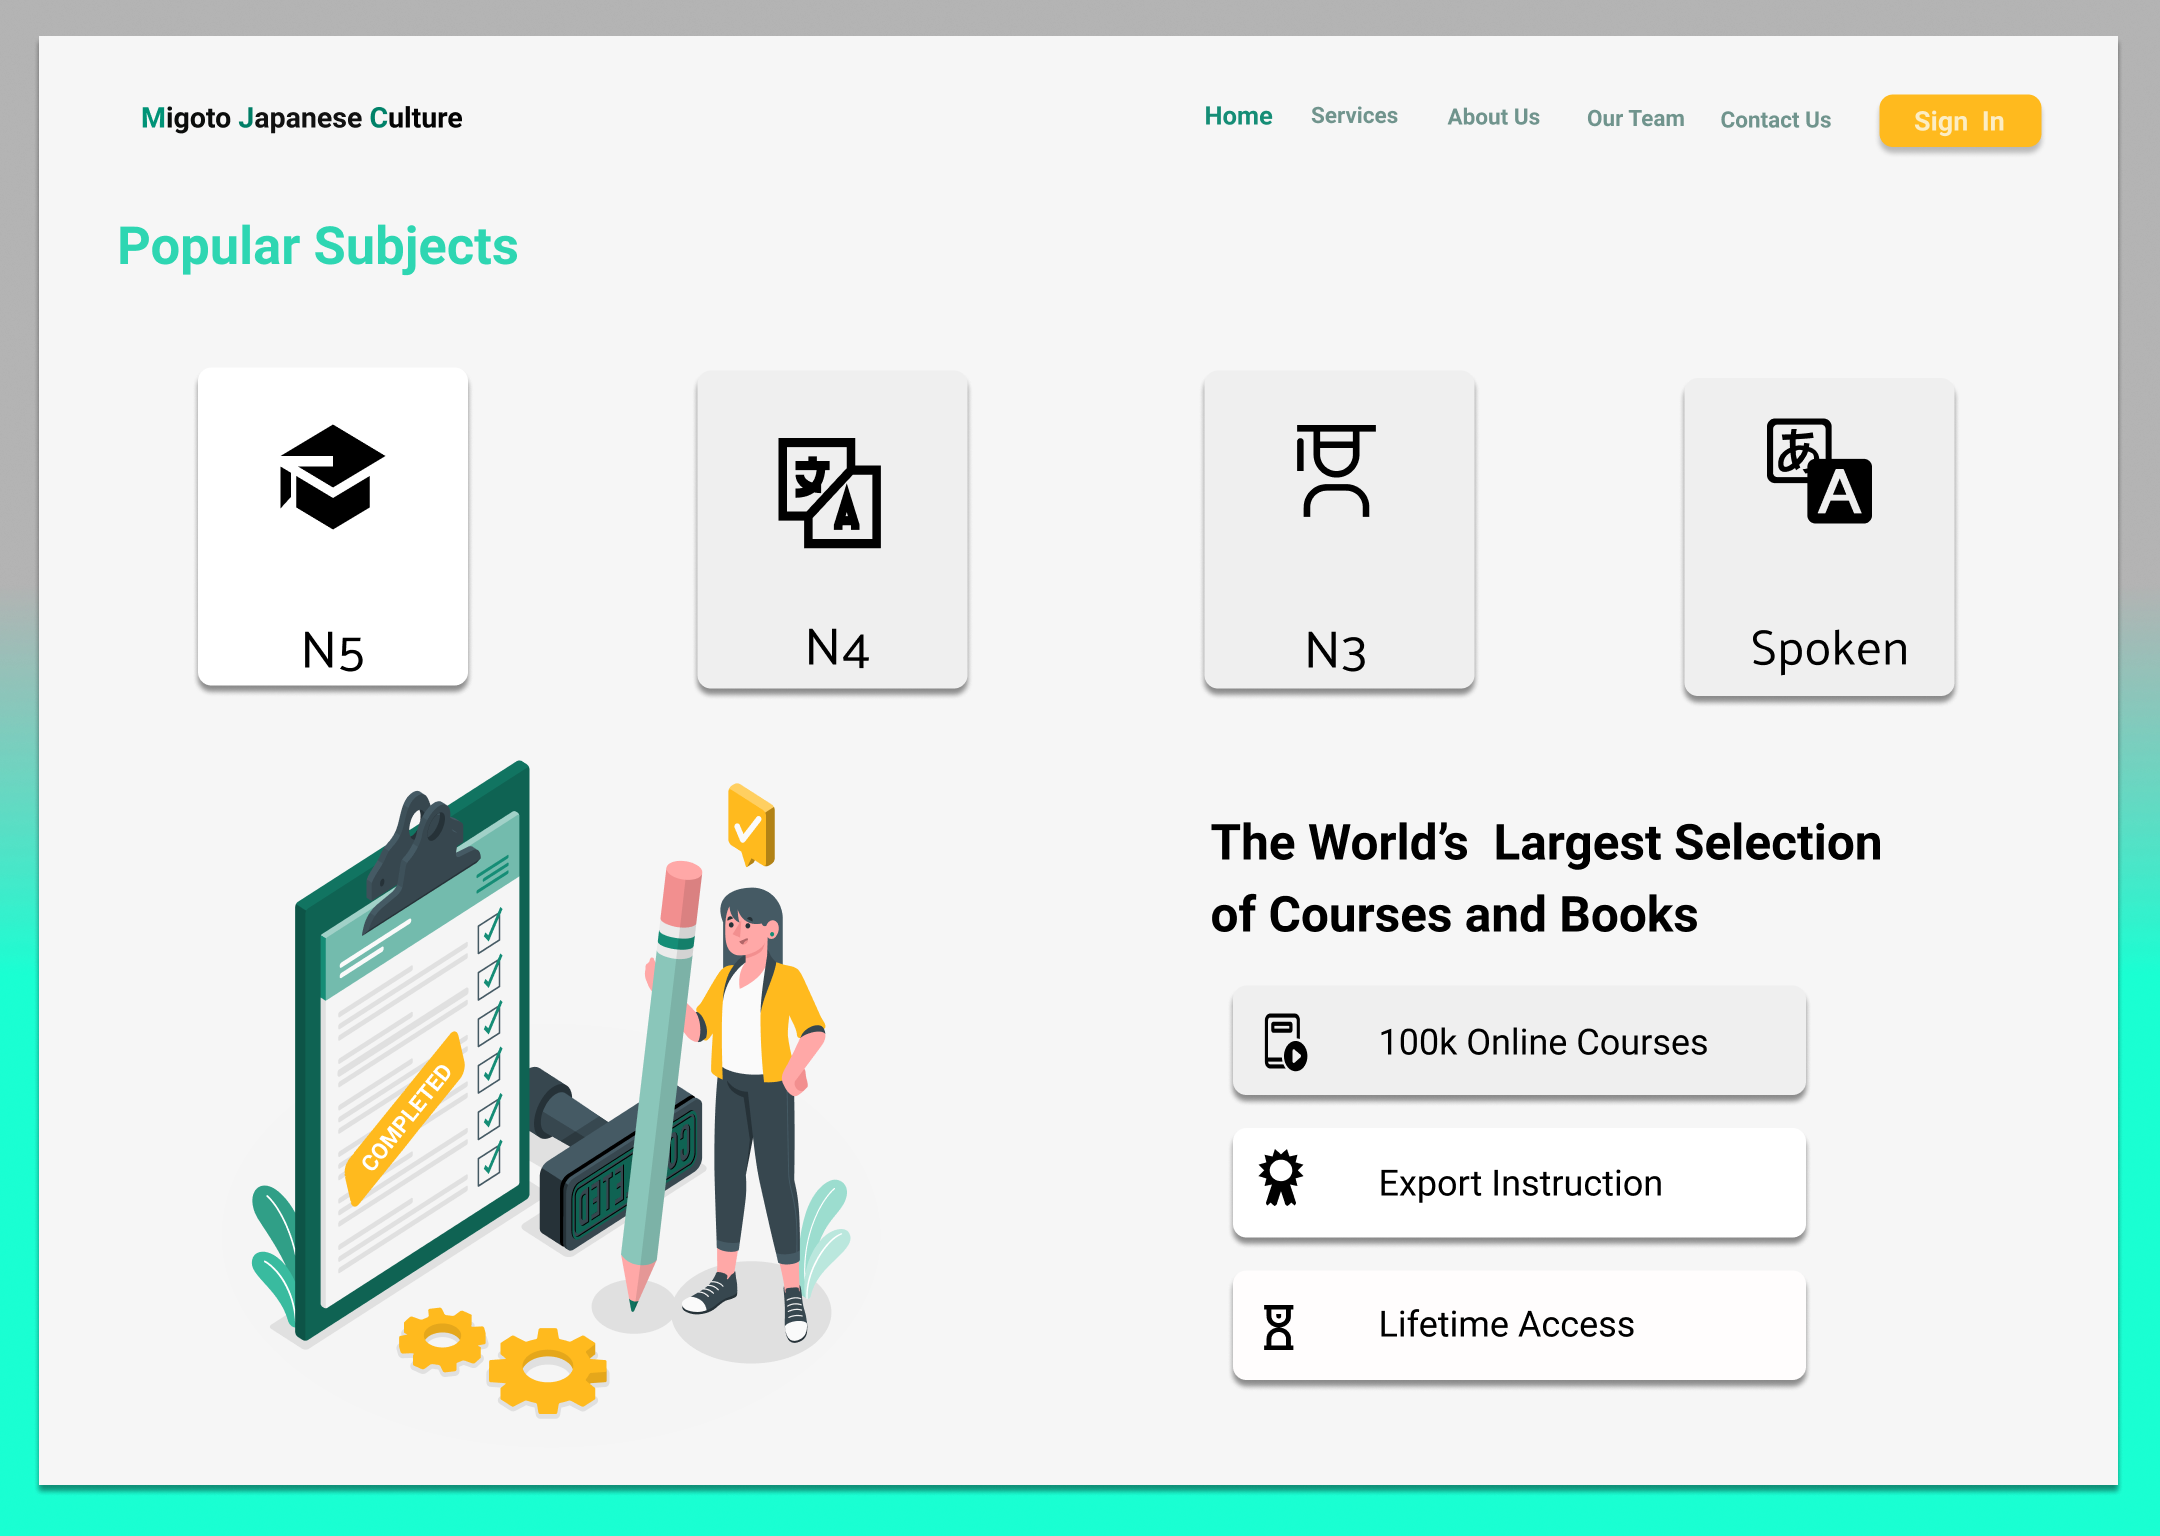 Migoto Japanese Culture
Home Services About Us Our Team Contact Us Sign In
Popular Subjects
あ
A
A
N5
N4
N3
Spoken
COMPLETED
The World’s Largest Selection
of Courses and Books
100k Online Courses
Export Instruction
Lifetime Access